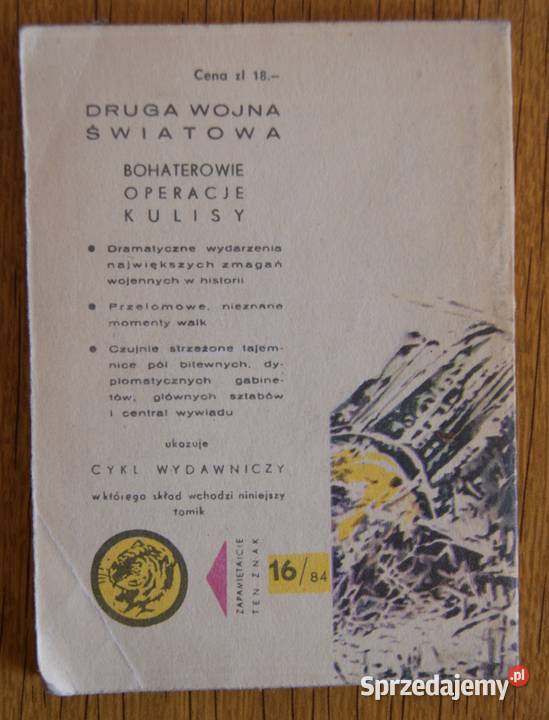 Cena zł 18.–
DRUGA WOJNA
ŚWIATOWA
BOHATEROWIE
OPERACJE
KULISY
● Dramatyczne wydarzenia
największych zmagań
wojennych w historii
● Przełomowe, nieznane
momenty walk
● Czujnie strzeżone tajem-
nice pól bitewnych, dy-
plomatycznych gabine-
tów, głównych sztabów
i central wywiadu
ukazuje
CYKL WYDAWNICZY
w którego skład wchodzi niniejszy
tomik
ZAPAMIĘTAJCIE
TEN ZNAK
16/84
Sprzedajemy.pl